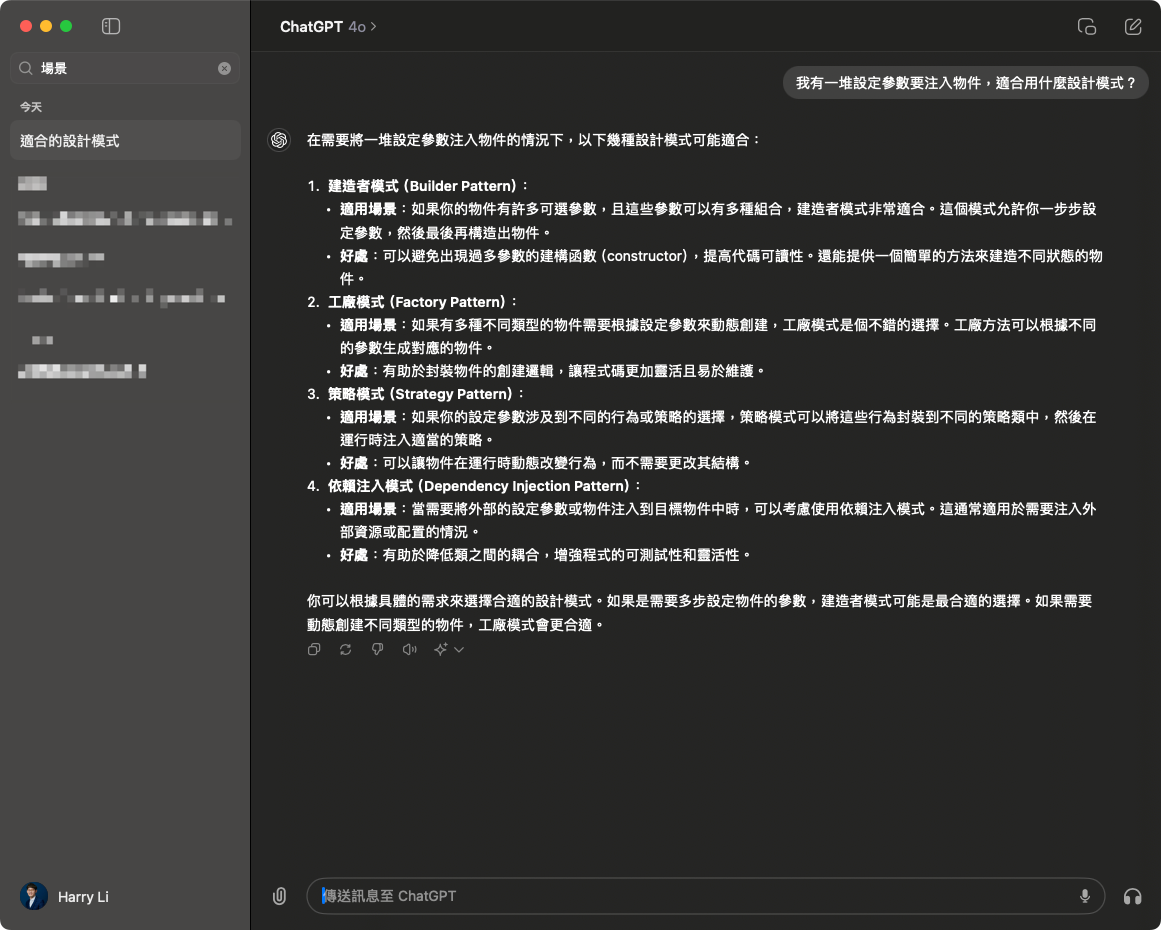 場景
今天
適合的設計模式
Harry Li
ChatGPT 4o
我有一堆設定參數要注入物件，適合用什麼設計模式？
在需要將一堆設定參數注入物件的情況下，以下幾種設計模式可能適合：
1. 建造者模式 (Builder Pattern)：
• 適用場景：如果你的物件有許多可選參數，且這些參數可以有多種組合，建造者模式非常適合。這個模式允許你一步步設
定參數，然後最後再構造出物件。
• 好處：可以避免出現過多參數的建構函數 (constructor)，提高代碼可讀性。還能提供一個簡單的方法來建造不同狀態的物
件。
2. 工廠模式 (Factory Pattern)：
• 適用場景：如果有多種不同類型的物件需要根據設定參數來動態創建，工廠模式是個不錯的選擇。工廠方法可以根據不同
的參數生成對應的物件。
• 好處：有助於封裝物件的創建邏輯，讓程式碼更加靈活且易於維護。
3. 策略模式 (Strategy Pattern)：
• 適用場景：如果你的設定參數涉及到不同的行為或策略的選擇，策略模式可以將這些行為封裝到不同的策略類中，然後在
運行時注入適當的策略。
• 好處：可以讓物件在運行時動態改變行為，而不需要更改其結構。
4. 依賴注入模式 (Dependency Injection Pattern)：
• 適用場景：當需要將外部的設定參數或物件注入到目標物件中時，可以考慮使用依賴注入模式。這通常適用於需要注入外
部資源或配置的情況。
• 好處：有助於降低類之間的耦合，增強程式的可測試性和靈活性。
你可以根據具體的需求來選擇合適的設計模式。如果是需要多步設定物件的參數，建造者模式可能是最合適的選擇。如果需要
動態創建不同類型的物件，工廠模式會更合適。
傳送訊息至 ChatGPT